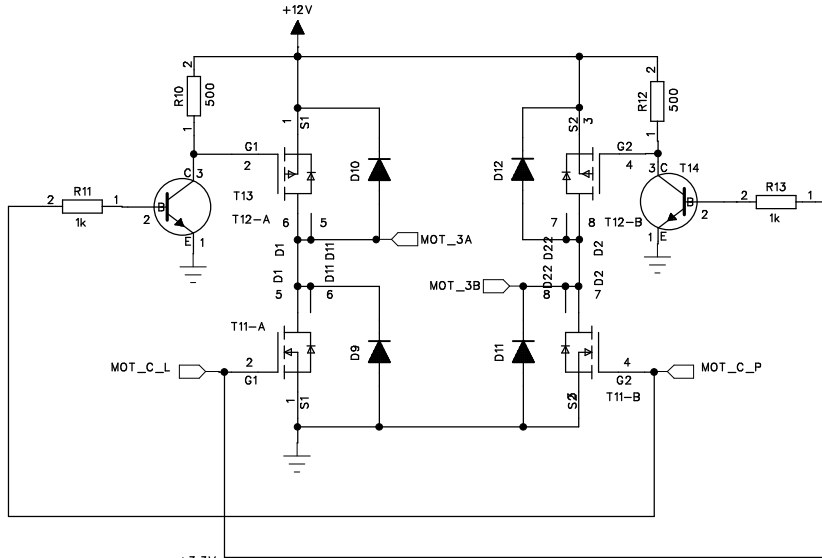 +12V
2
R10
500
1
1
S1
G1
2
C 3
B
2
E 1
T13
T12-A
6
5
D10
MOT_3A
R11
2
1
1k
D1
D11
D1
D11
5
6
T11-A
MOT_C_L
2
G1
1
S1
D9
2
R12
500
1
S2
3
G2
4
D12
3 C
T14
B
2
1 E
T12-B
7
8
D22
D2
2
R13
1
1k
MOT_3B
D22
D2
8
7
D11
4
G2
MOT_C_P
T11-B
S2